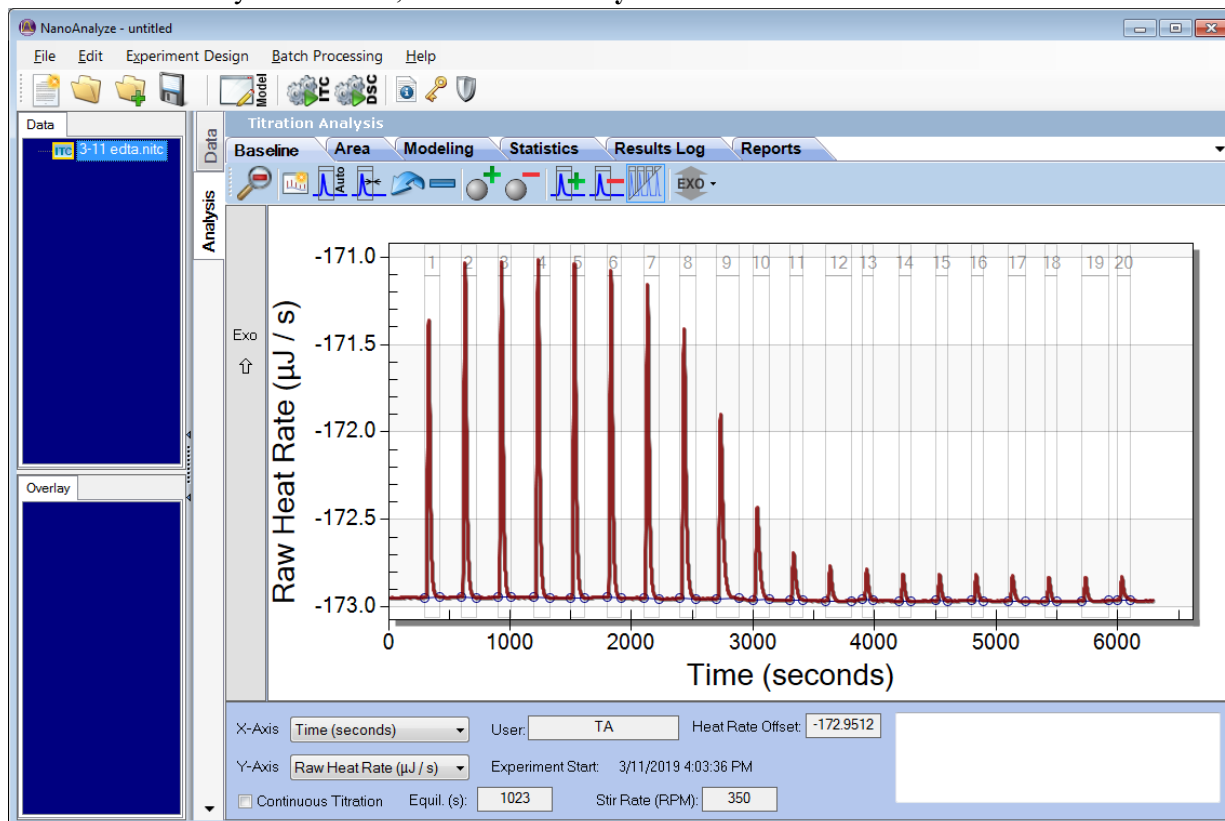 NanoAnalyze - untitled
File Edit Experiment Design Batch Processing Help
Model ITC DSC
Data
ITC 3-11 edta.nitc
Overlay
Data
Analysis
Titration Analysis
Baseline Area Modeling Statistics Results Log Reports
Auto EXO
Exo
Raw Heat Rate (µJ / s)
-171.0
-171.5
-172.0
-172.5
-173.0
1 2 3 4 5 6 7 8 9 10 11 12 13 14 15 16 17 18 19 20
0 1000 2000 3000 4000 5000 6000
Time (seconds)
X-Axis Time (seconds) User: TA Heat Rate Offset: -172.9512
Y-Axis Raw Heat Rate (µJ / s) Experiment Start: 3/11/2019 4:03:36 PM
Continuous Titration Equil. (s): 1023 Stir Rate (RPM): 350